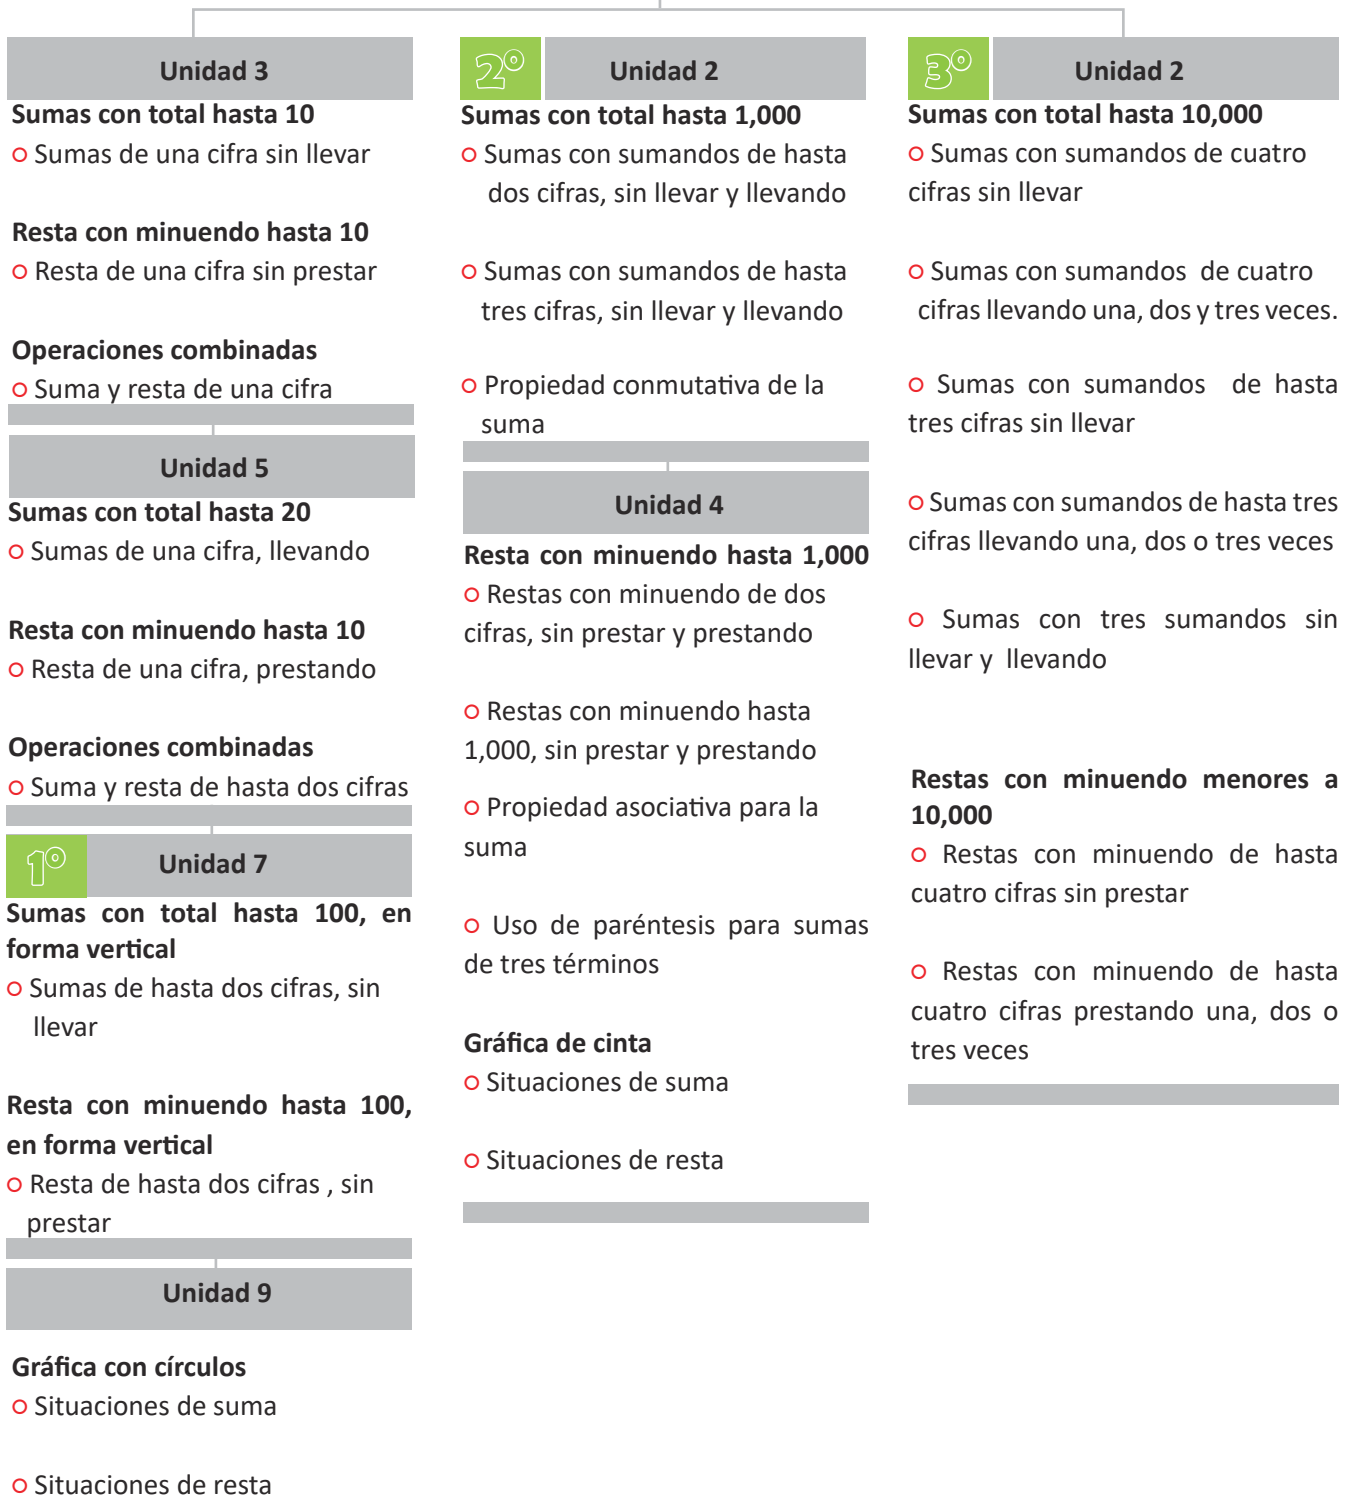 Unidad 3
Sumas con total hasta 10
Sumas de una cifra sin llevar
Resta con minuendo hasta 10
Resta de una cifra sin prestar
Operaciones combinadas
Suma y resta de una cifra
Unidad 5
Sumas con total hasta 20
Sumas de una cifra, llevando
Resta con minuendo hasta 10
Resta de una cifra, prestando
Operaciones combinadas
Suma y resta de hasta dos cifras
1º
Unidad 7
Sumas con total hasta 100, en
forma vertical
Sumas de hasta dos cifras, sin
llevar
Resta con minuendo hasta 100,
en forma vertical
Resta de hasta dos cifras , sin
prestar
Unidad 9
Gráfica con círculos
Situaciones de suma
Situaciones de resta
2º
Unidad 2
Sumas con total hasta 1,000
Sumas con sumandos de hasta
dos cifras, sin llevar y llevando
Sumas con sumandos de hasta
tres cifras, sin llevar y llevando
Propiedad conmutativa de la
suma
Unidad 4
Resta con minuendo hasta 1,000
Restas con minuendo de dos
cifras, sin prestar y prestando
Restas con minuendo hasta
1,000, sin prestar y prestando
Propiedad asociativa para la
suma
Uso de paréntesis para sumas
de tres términos
Gráfica de cinta
Situaciones de suma
Situaciones de resta
3º
Unidad 2
Sumas con total hasta 10,000
Sumas con sumandos de cuatro
cifras sin llevar
Sumas con sumandos de cuatro
cifras llevando una, dos y tres veces.
Sumas con sumandos de hasta
tres cifras sin llevar
Sumas con sumandos de hasta tres
cifras llevando una, dos o tres veces
Sumas con tres sumandos sin
llevar y llevando
Restas con minuendo menores a
10,000
Restas con minuendo de hasta
cuatro cifras sin prestar
Restas con minuendo de hasta
cuatro cifras prestando una, dos o
tres veces